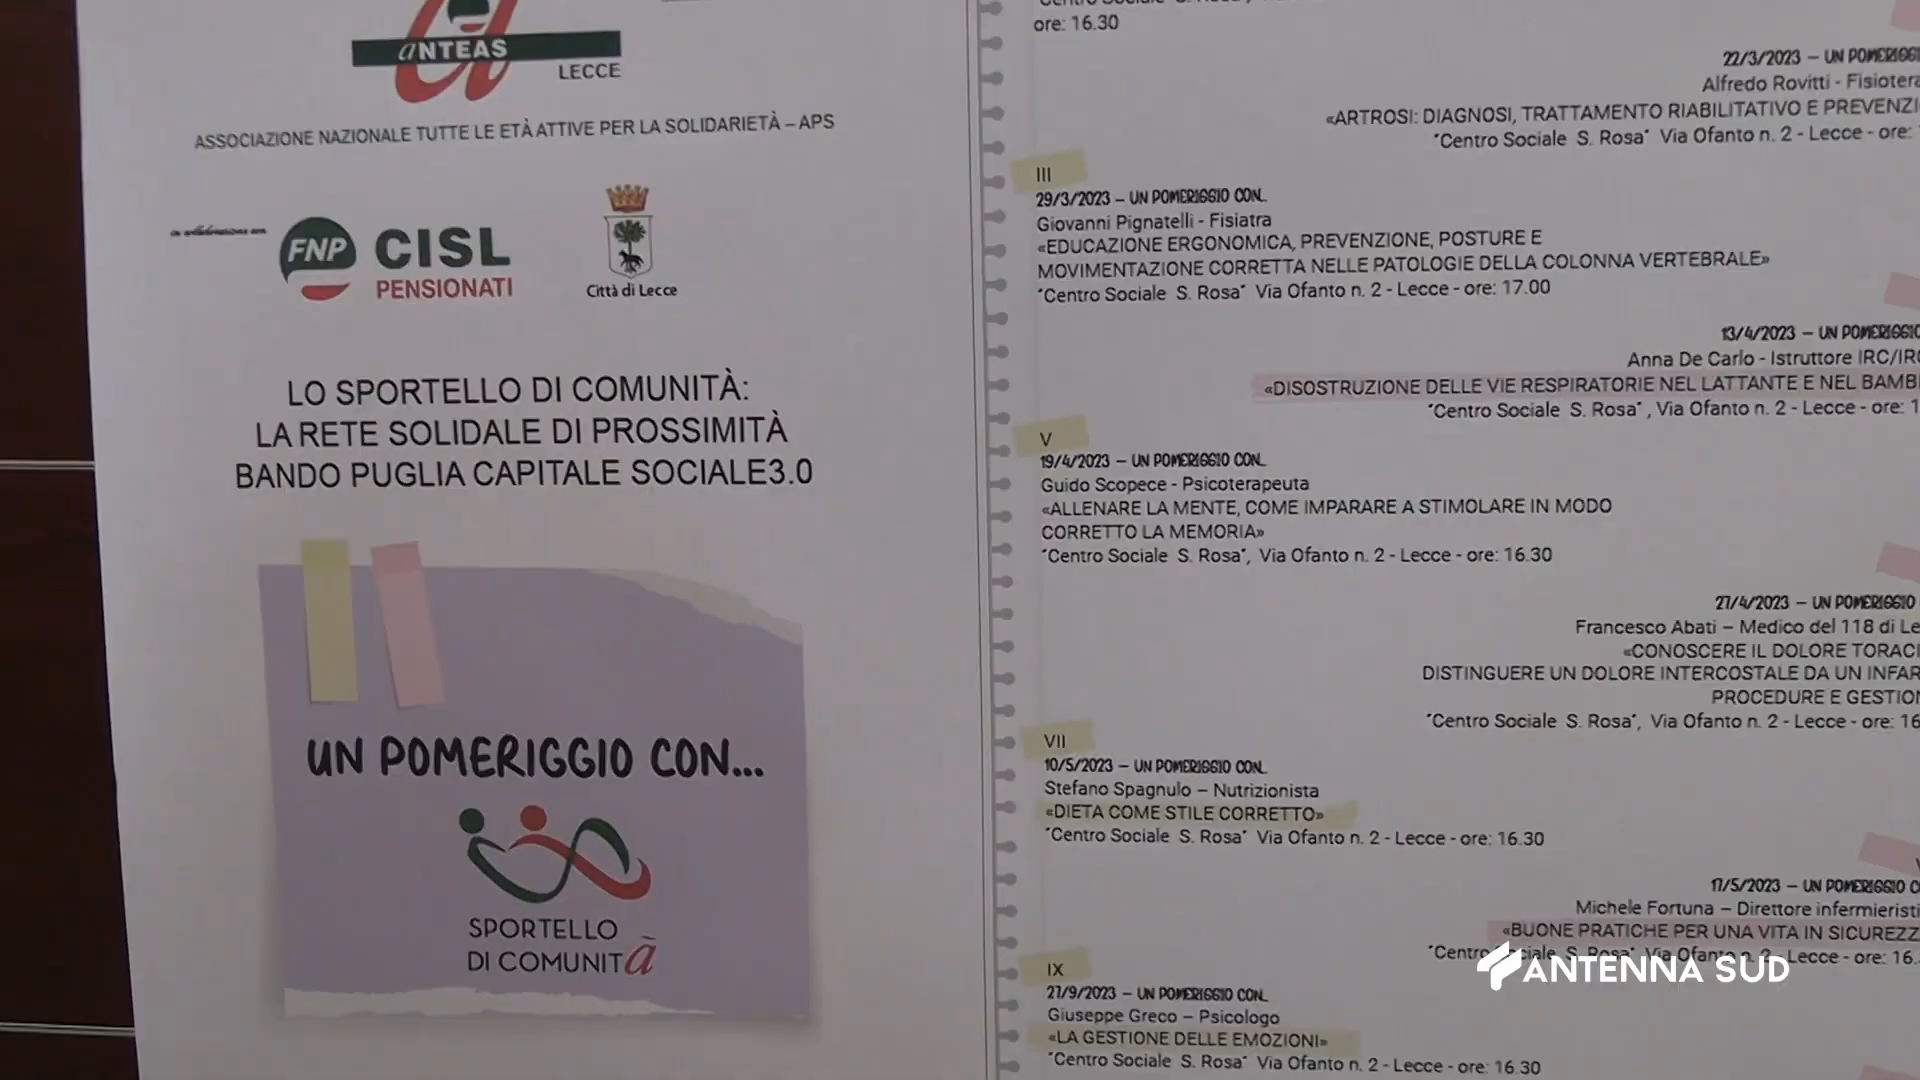 aNTEAS
LECCE
ASSOCIAZIONE NAZIONALE TUTTE LE ETÀ ATTIVE PER LA SOLIDARIETÀ – APS
in collaborazione con
FNP
CISL
PENSIONATI
Città di Lecce
LO SPORTELLO DI COMUNITÀ:
LA RETE SOLIDALE DI PROSSIMITÀ
BANDO PUGLIA CAPITALE SOCIALE3.0
UN POMERIGGIO CON...
SPORTELLO
DI COMUNITà
ore: 16.30
22/3/2023 – UN POMERIGGI
Alfredo Rovitti - Fisiotera
«ARTROSI: DIAGNOSI, TRATTAMENTO RIABILITATIVO E PREVENZI
"Centro Sociale S. Rosa" Via Ofanto n. 2 - Lecce - ore:
III
29/3/2023 – UN POMERIGGIO CON...
Giovanni Pignatelli - Fisiatra
«EDUCAZIONE ERGONOMICA, PREVENZIONE, POSTURE E
MOVIMENTAZIONE CORRETTA NELLE PATOLOGIE DELLA COLONNA VERTEBRALE»
"Centro Sociale S. Rosa" Via Ofanto n. 2 - Lecce - ore: 17.00
13/4/2023 – UN POMERIGGIO
Anna De Carlo - Istruttore IRC/IRC
«DISOSTRUZIONE DELLE VIE RESPIRATORIE NEL LATTANTE E NEL BAMBI
"Centro Sociale S. Rosa" , Via Ofanto n. 2 - Lecce - ore: 1
V
19/4/2023 – UN POMERIGGIO CON...
Guido Scopece - Psicoterapeuta
«ALLENARE LA MENTE, COME IMPARARE A STIMOLARE IN MODO
CORRETTO LA MEMORIA»
"Centro Sociale S. Rosa", Via Ofanto n. 2 - Lecce - ore: 16.30
27/4/2023 – UN POMERIGGIO
Francesco Abati – Medico del 118 di Le
«CONOSCERE IL DOLORE TORACI
DISTINGUERE UN DOLORE INTERCOSTALE DA UN INFAR
PROCEDURE E GESTION
"Centro Sociale S. Rosa", Via Ofanto n. 2 - Lecce - ore: 16
VII
10/5/2023 – UN POMERIGGIO CON...
Stefano Spagnulo – Nutrizionista
«DIETA COME STILE CORRETTO»
"Centro Sociale S. Rosa" Via Ofanto n. 2 - Lecce - ore: 16.30
17/5/2023 – UN POMERIGGIO C
Michele Fortuna – Direttore infermieristi
«BUONE PRATICHE PER UNA VITA IN SICUREZZ
"Centro Sociale S. Rosa" Via Ofanto n. 2 - Lecce - ore: 16.
ANTENNA SUD
IX
27/9/2023 – UN POMERIGGIO CON...
Giuseppe Greco – Psicologo
«LA GESTIONE DELLE EMOZIONI»
"Centro Sociale S. Rosa" Via Ofanto n. 2 - Lecce - ore: 16.30